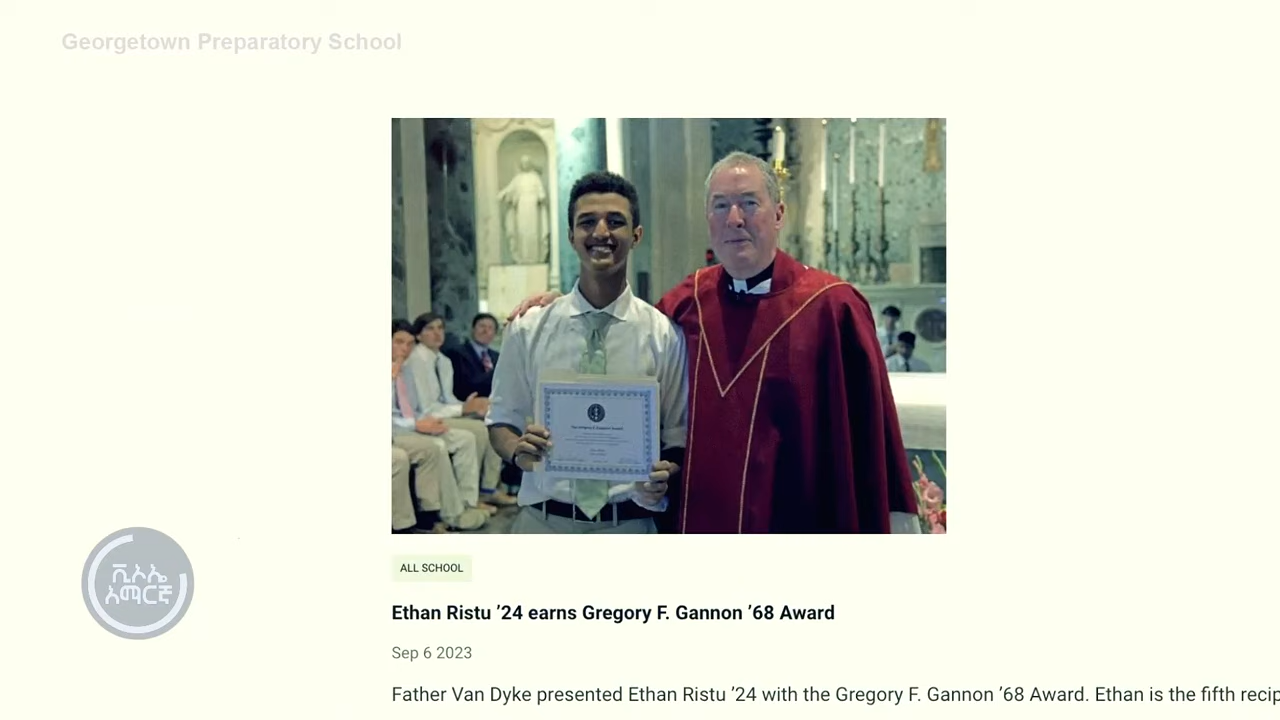 Georgetown Preparatory School
ALL SCHOOL
ቪኦኤ
አማርኛ
Ethan Ristu ’24 earns Gregory F. Gannon ’68 Award
Sep 6 2023
Father Van Dyke presented Ethan Ristu ’24 with the Gregory F. Gannon ’68 Award. Ethan is the fifth recip